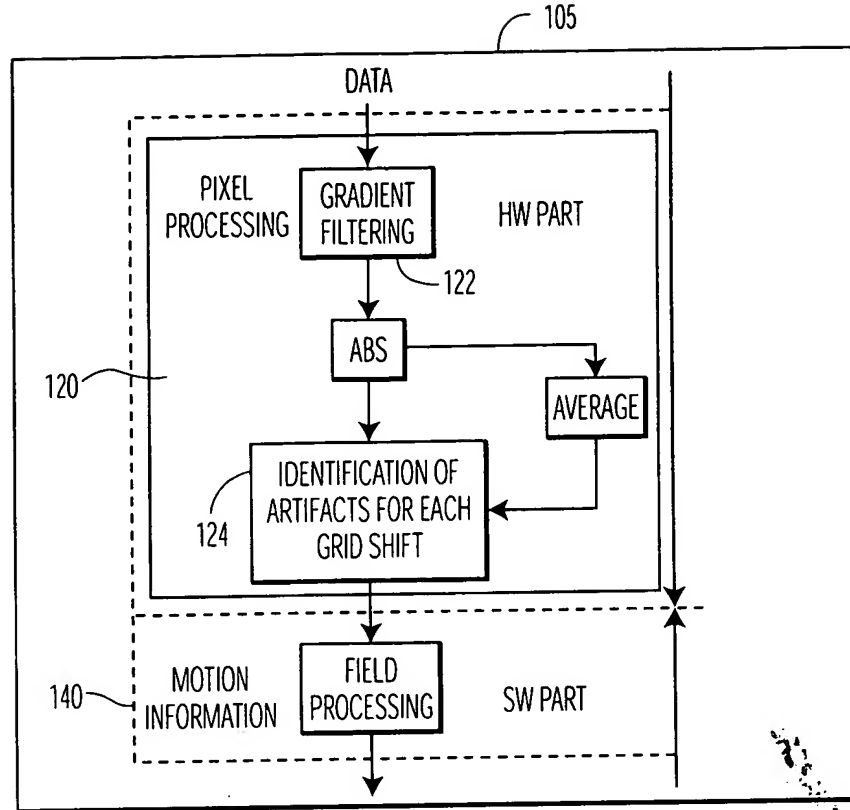 105
DATA
PIXEL
PROCESSING
GRADIENT
FILTERING
HW PART
122
ABS
120
AVERAGE
IDENTIFICATION OF
ARTIFACTS FOR EACH
GRID SHIFT
124
140
MOTION
INFORMATION
FIELD
PROCESSING
SW PART